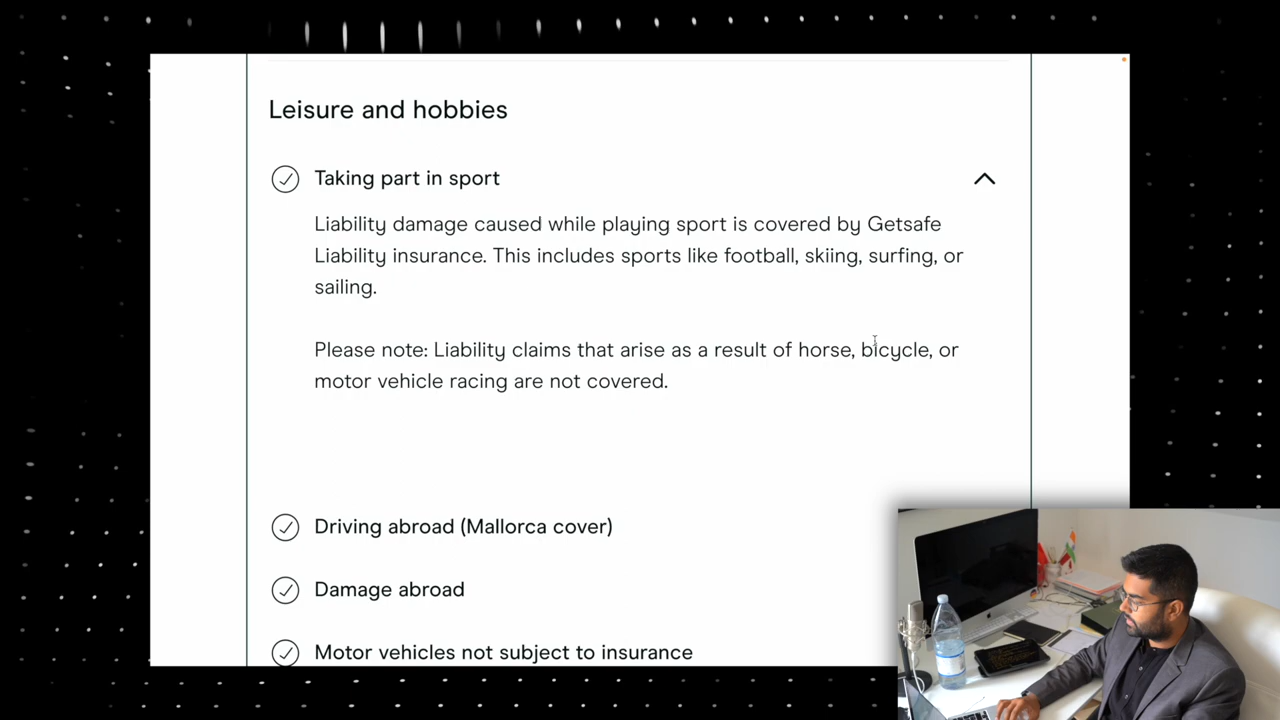 Leisure and hobbies
Taking part in sport
Liability damage caused while playing sport is covered by Getsafe
Liability insurance. This includes sports like football, skiing, surfing, or
sailing.
Please note: Liability claims that arise as a result of horse, bicycle, or
motor vehicle racing are not covered.
Driving abroad (Mallorca cover)
Damage abroad
Motor vehicles not subject to insurance